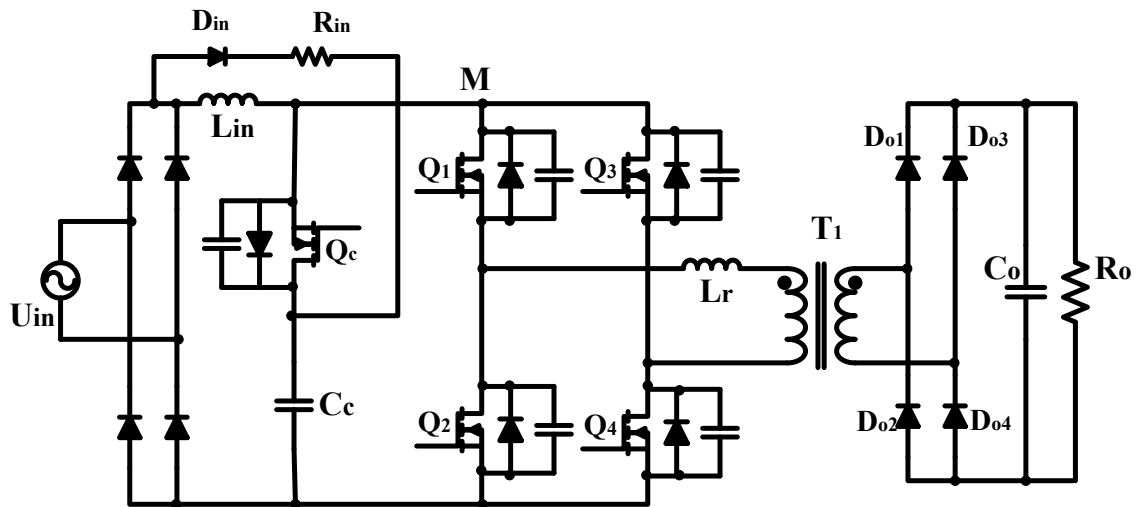 Din
Rin
M
Lin
Q1
Q3
Do1
Do3
Qc
T1
Uin
Lr
Co
Ro
Cc
Q2
Q4
Do2
Do4